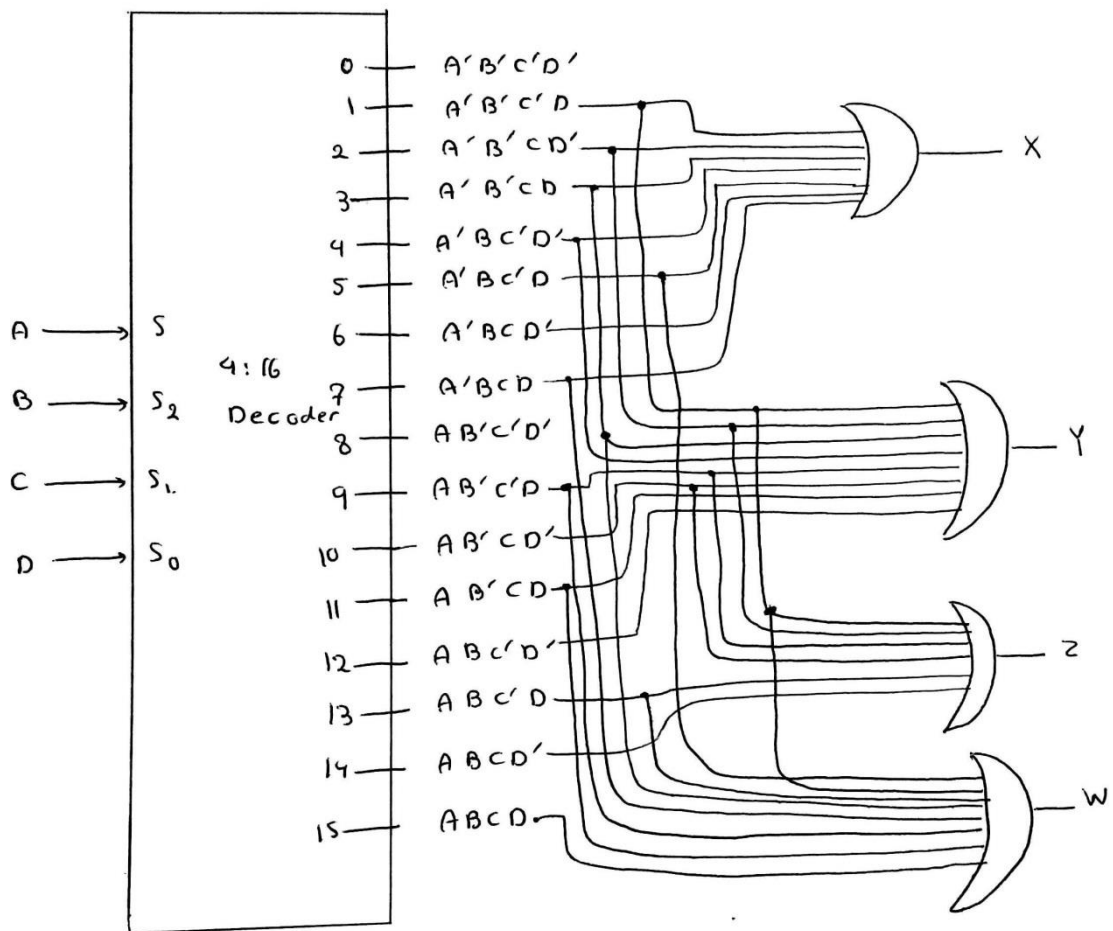 0 A'B'C'D'
1 A'B'C'D
2 A'B'CD'
3 A'B'CD
4 A'BC'D'
5 A'BC'D
6 A'BCD'
7 A'BCD
8 AB'C'D'
9 AB'C'D
10 AB'CD'
11 AB'CD
12 ABC'D'
13 ABC'D
14 ABCD'
15 ABCD
A S
B S2
C S1
D S0
4:16
Decoder
X
Y
Z
W